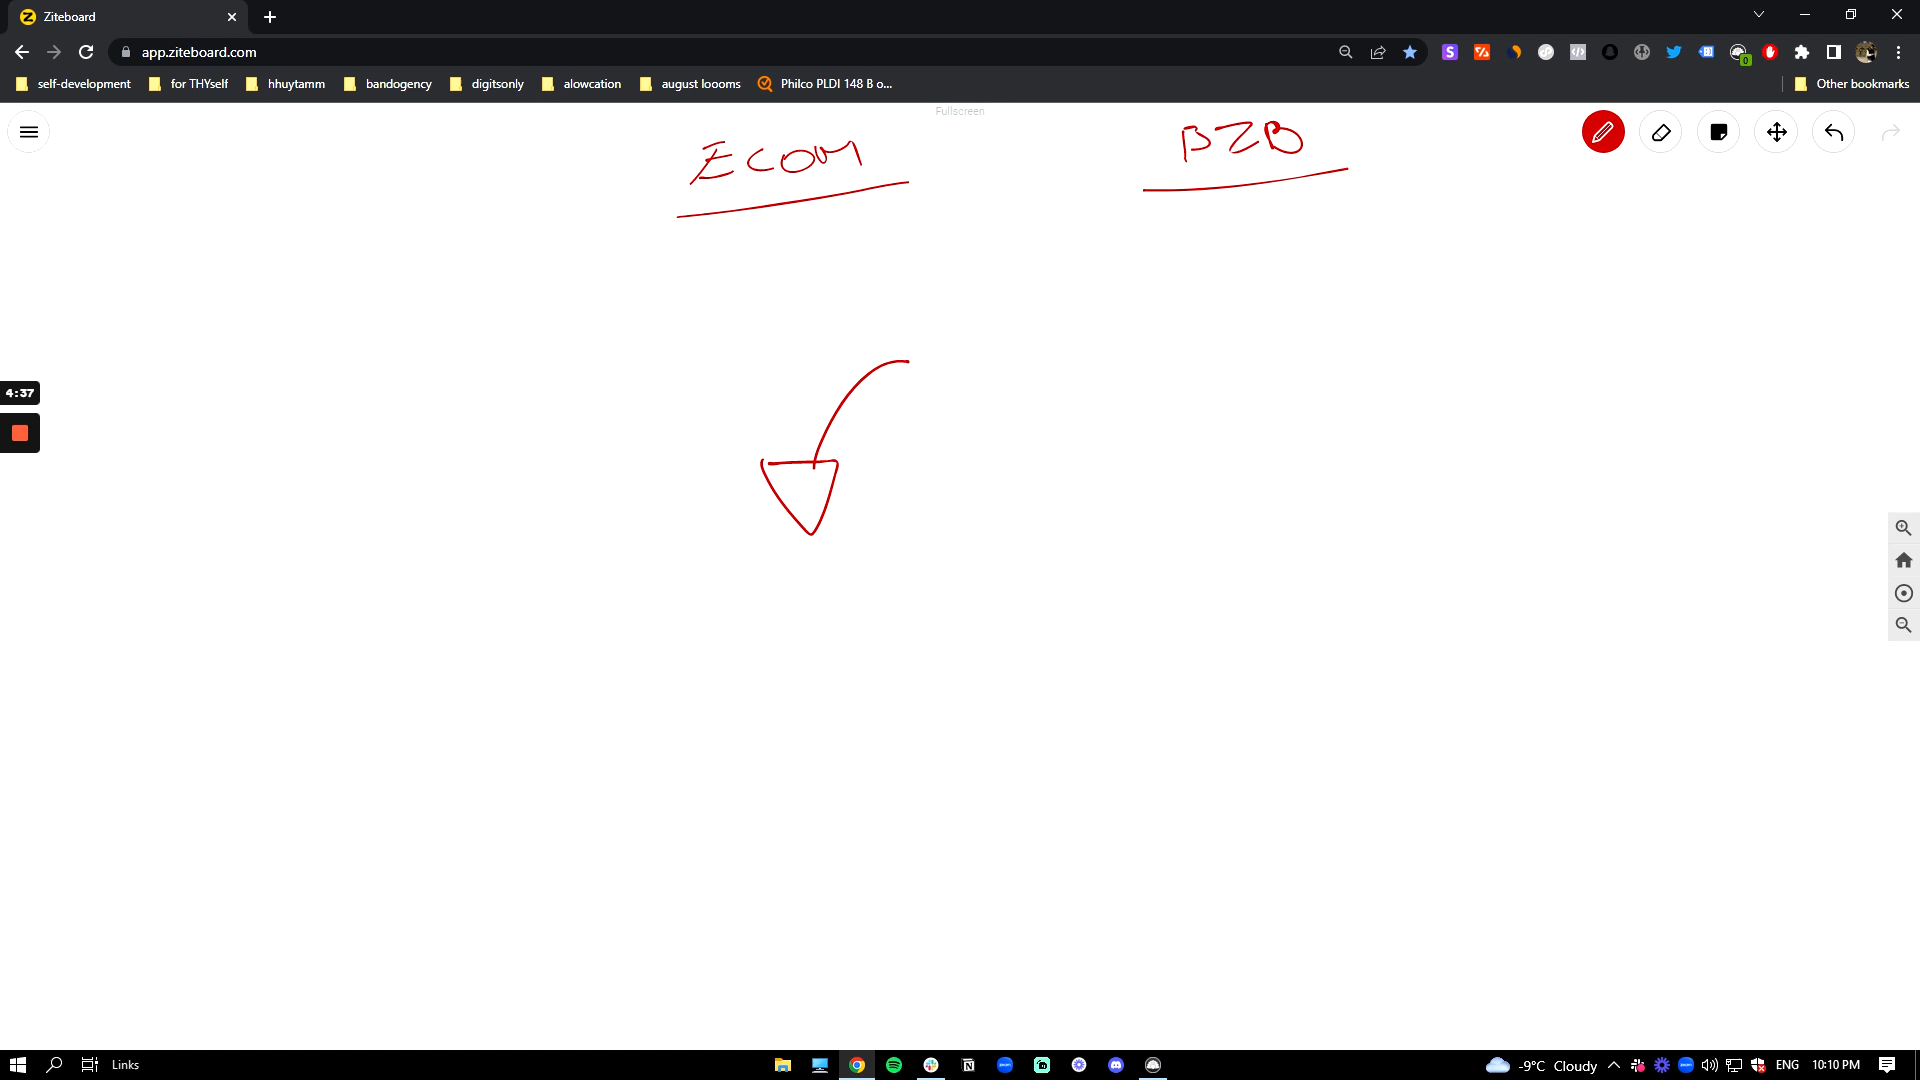 Ziteboard
app.ziteboard.com
0
self-development for THYself hhuytamm bandogency digitsonly alowcation august loooms Philco PLDI 148 B o... Other bookmarks
Fullscreen
ECOM B2B
4:37
Links -9°C Cloudy ENG 10:10 PM